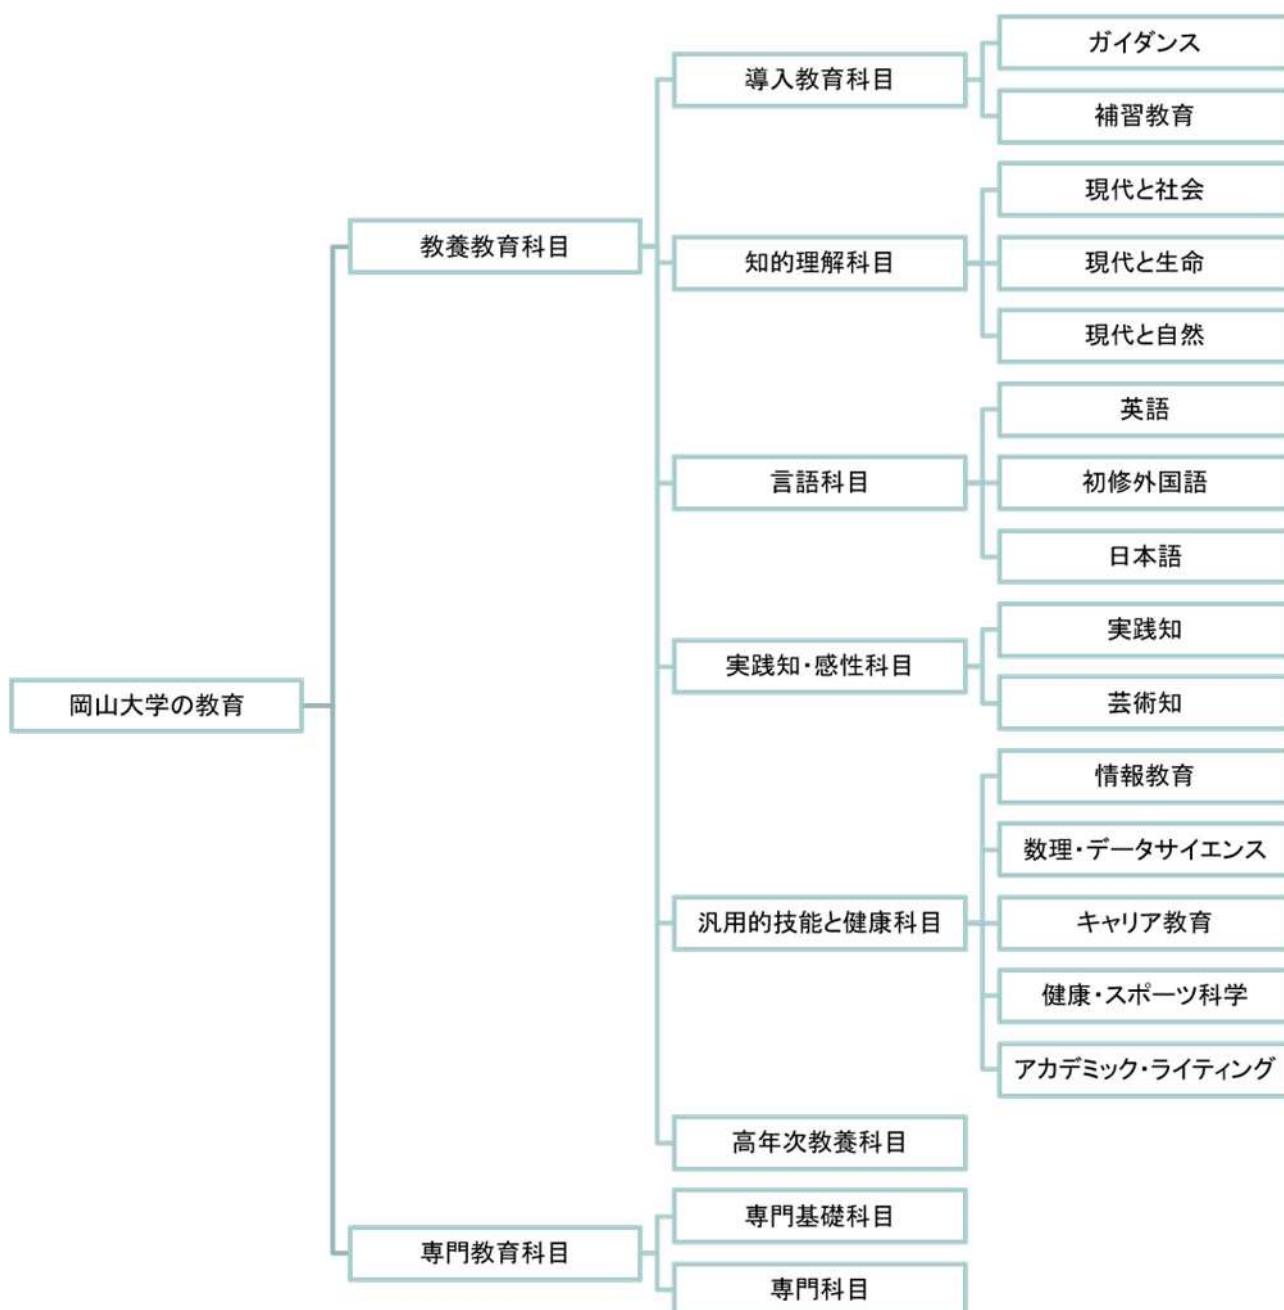 岡山大学の教育
教養教育科目
導入教育科目
ガイダンス
補習教育
知的理解科目
現代と社会
現代と生命
現代と自然
言語科目
英語
初修外国語
日本語
実践知・感性科目
実践知
芸術知
汎用的技能と健康科目
情報教育
数理・データサイエンス
キャリア教育
健康・スポーツ科学
アカデミック・ライティング
高年次教養科目
専門教育科目
専門基礎科目
専門科目